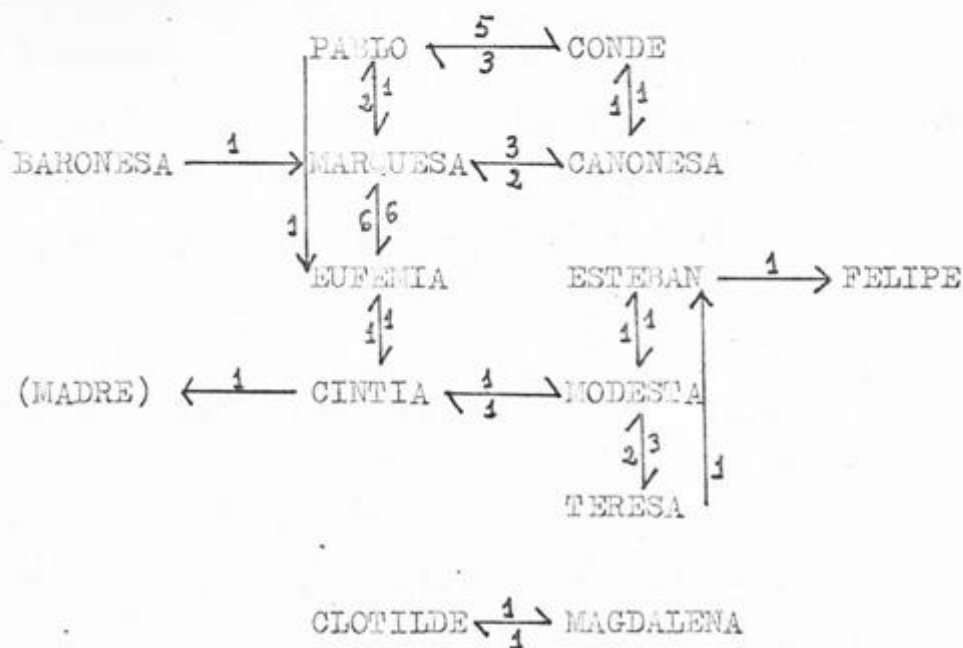 5
PABLO CONDE
3
2 1 1 1
1 3
BARONESA MARQUESA CANONESA
2
1 6 6
1
EUFEMIA ESTEBAN FELIPE
1 1 1 1
1 1
(MADRE) CINTIA MODESTA
1
2 3 1
TERESA
1
CLOTILDE MAGDALENA
1